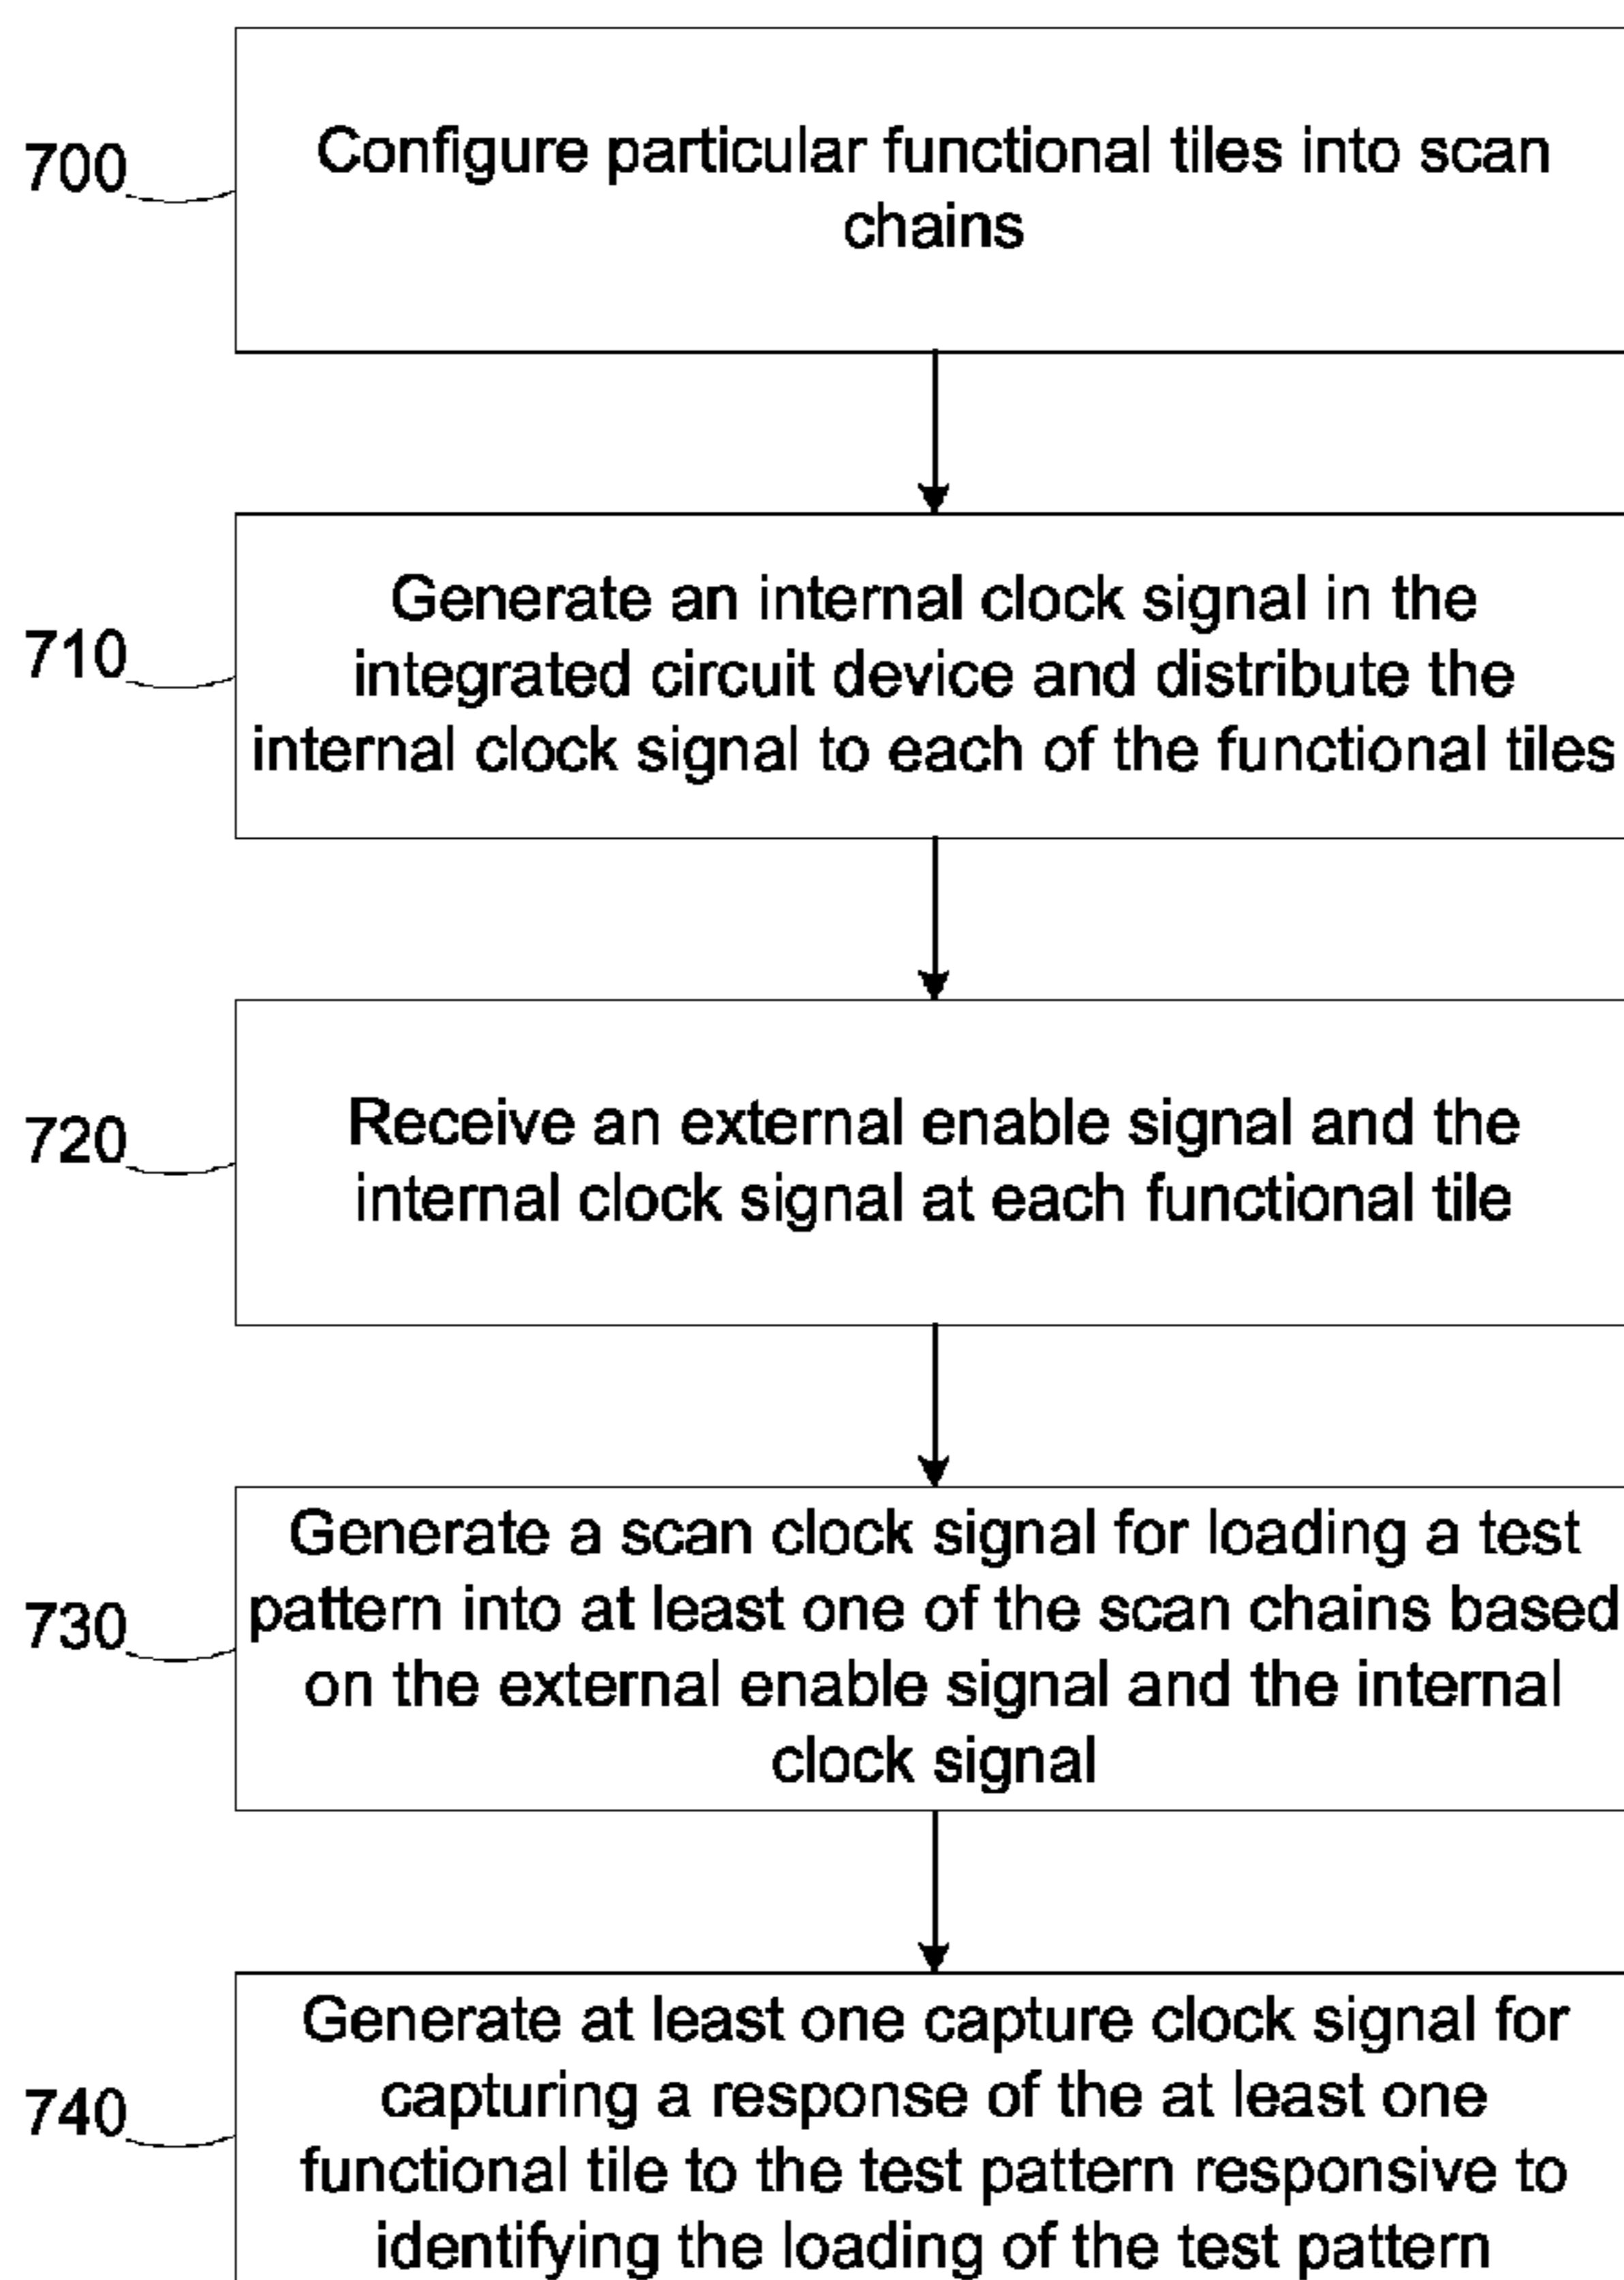 700
Configure particular functional tiles into scan
chains
710
Generate an internal clock signal in the
integrated circuit device and distribute the
internal clock signal to each of the functional tiles
720
Receive an external enable signal and the
internal clock signal at each functional tile
730
Generate a scan clock signal for loading a test
pattern into at least one of the scan chains based
on the external enable signal and the internal
clock signal
740
Generate at least one capture clock signal for
capturing a response of the at least one
functional tile to the test pattern responsive to
identifying the loading of the test pattern